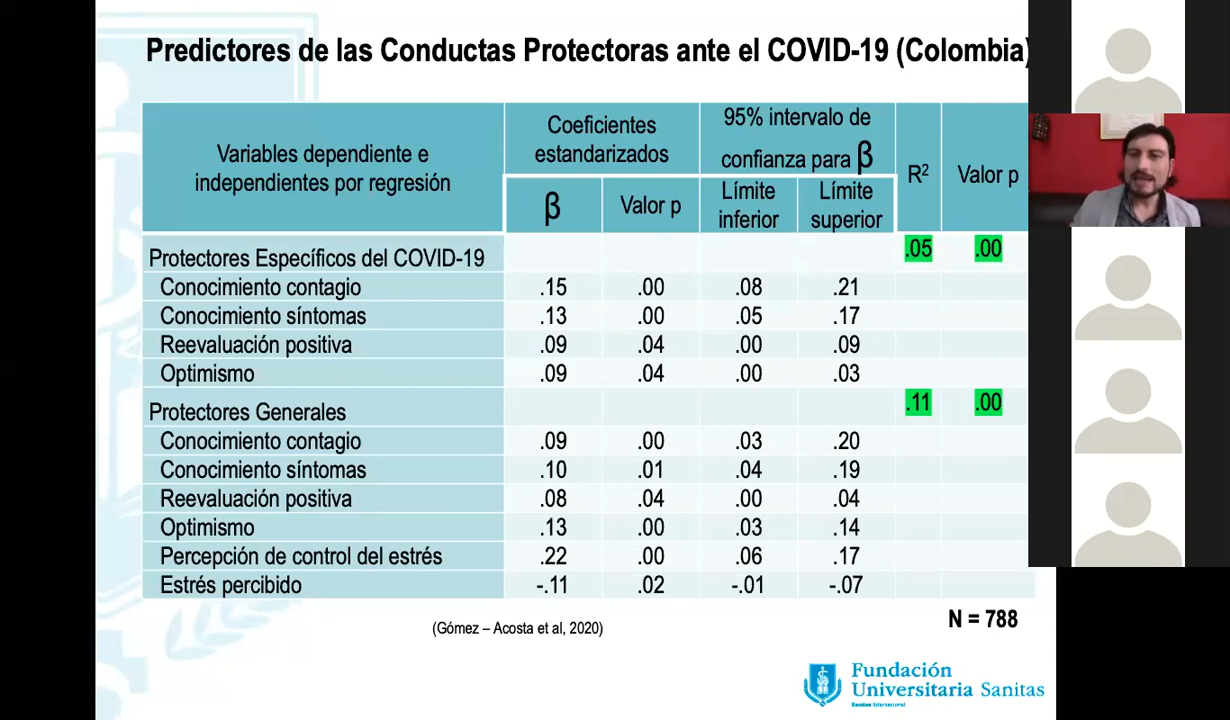 Predictores de las Conductas Protectoras ante el COVID-19 (Colombia)
Variables dependiente e
independientes por regresión
Coeficientes
estandarizados
95% intervalo de
confianza para β
R²
Valor p
β
Valor p
Límite
inferior
Límite
superior
Protectores Específicos del COVID-19 .05 .00
Conocimiento contagio .15 .00 .08 .21
Conocimiento síntomas .13 .00 .05 .17
Reevaluación positiva .09 .04 .00 .09
Optimismo .09 .04 .00 .03
Protectores Generales .11 .00
Conocimiento contagio .09 .00 .03 .20
Conocimiento síntomas .10 .01 .04 .19
Reevaluación positiva .08 .04 .00 .04
Optimismo .13 .00 .03 .14
Percepción de control del estrés .22 .00 .06 .17
Estrés percibido -.11 .02 -.01 -.07
N = 788
(Gómez – Acosta et al, 2020)
Fundación
Universitaria Sanitas
Sanitas Internacional